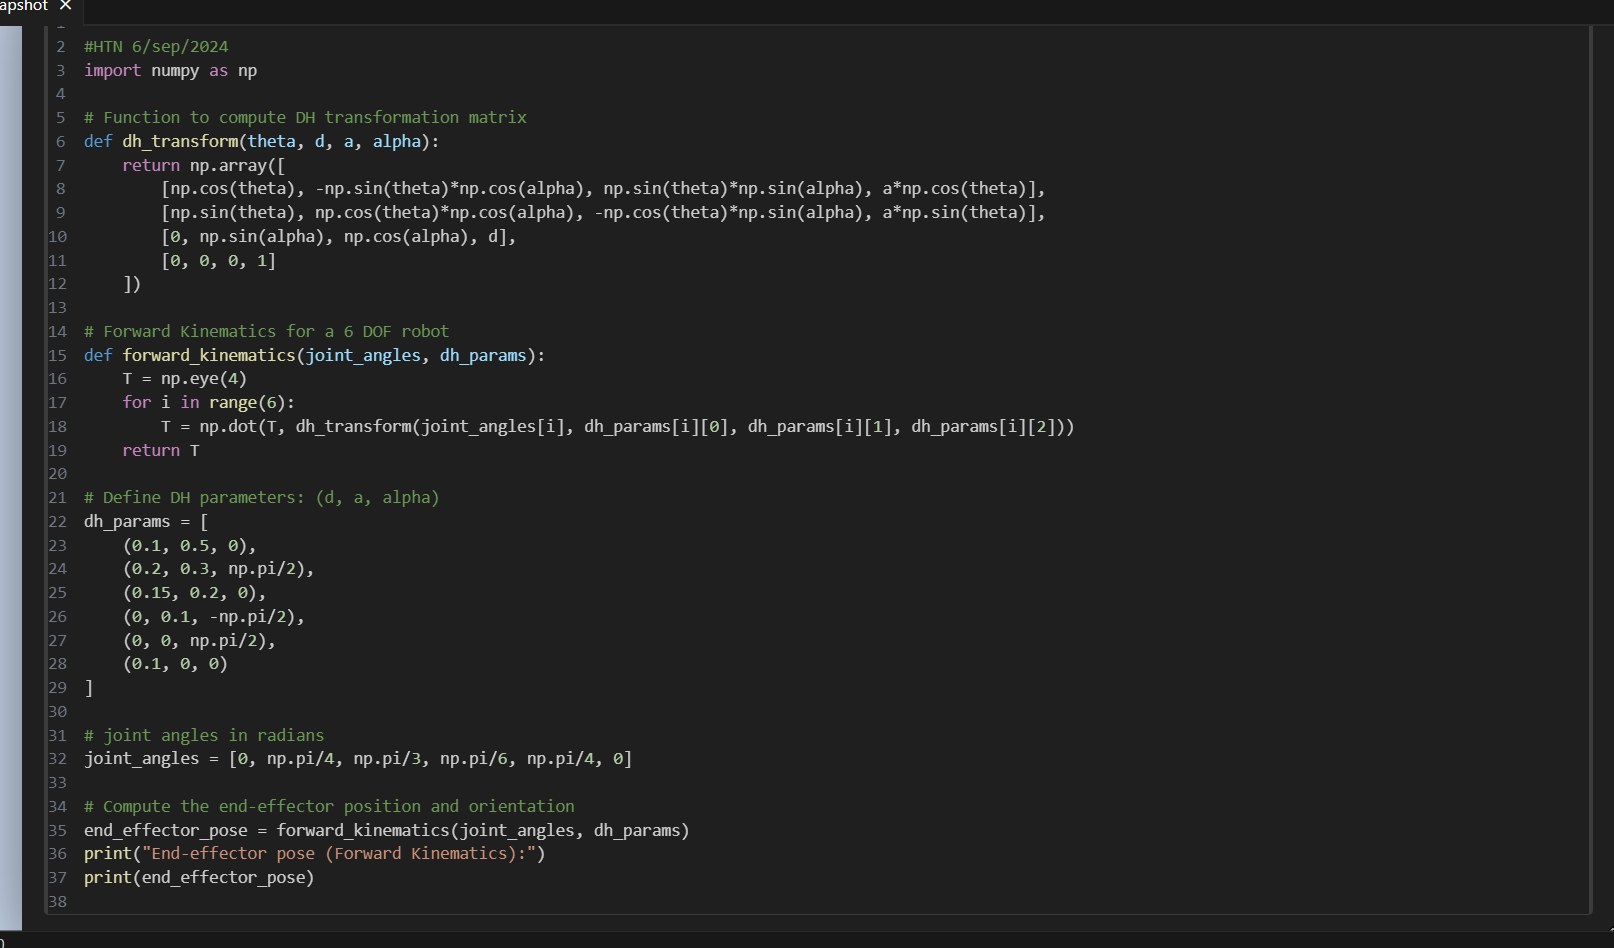 apshot ×
2 #HTN 6/sep/2024
3 import numpy as np
4
5 # Function to compute DH transformation matrix
6 def dh_transform(theta, d, a, alpha):
7     return np.array([
8         [np.cos(theta), -np.sin(theta)*np.cos(alpha), np.sin(theta)*np.sin(alpha), a*np.cos(theta)],
9         [np.sin(theta), np.cos(theta)*np.cos(alpha), -np.cos(theta)*np.sin(alpha), a*np.sin(theta)],
10         [0, np.sin(alpha), np.cos(alpha), d],
11         [0, 0, 0, 1]
12     ])
13
14 # Forward Kinematics for a 6 DOF robot
15 def forward_kinematics(joint_angles, dh_params):
16     T = np.eye(4)
17     for i in range(6):
18         T = np.dot(T, dh_transform(joint_angles[i], dh_params[i][0], dh_params[i][1], dh_params[i][2]))
19     return T
20
21 # Define DH parameters: (d, a, alpha)
22 dh_params = [
23     (0.1, 0.5, 0),
24     (0.2, 0.3, np.pi/2),
25     (0.15, 0.2, 0),
26     (0, 0.1, -np.pi/2),
27     (0, 0, np.pi/2),
28     (0.1, 0, 0)
29 ]
30
31 # joint angles in radians
32 joint_angles = [0, np.pi/4, np.pi/3, np.pi/6, np.pi/4, 0]
33
34 # Compute the end-effector position and orientation
35 end_effector_pose = forward_kinematics(joint_angles, dh_params)
36 print("End-effector pose (Forward Kinematics):")
37 print(end_effector_pose)
38